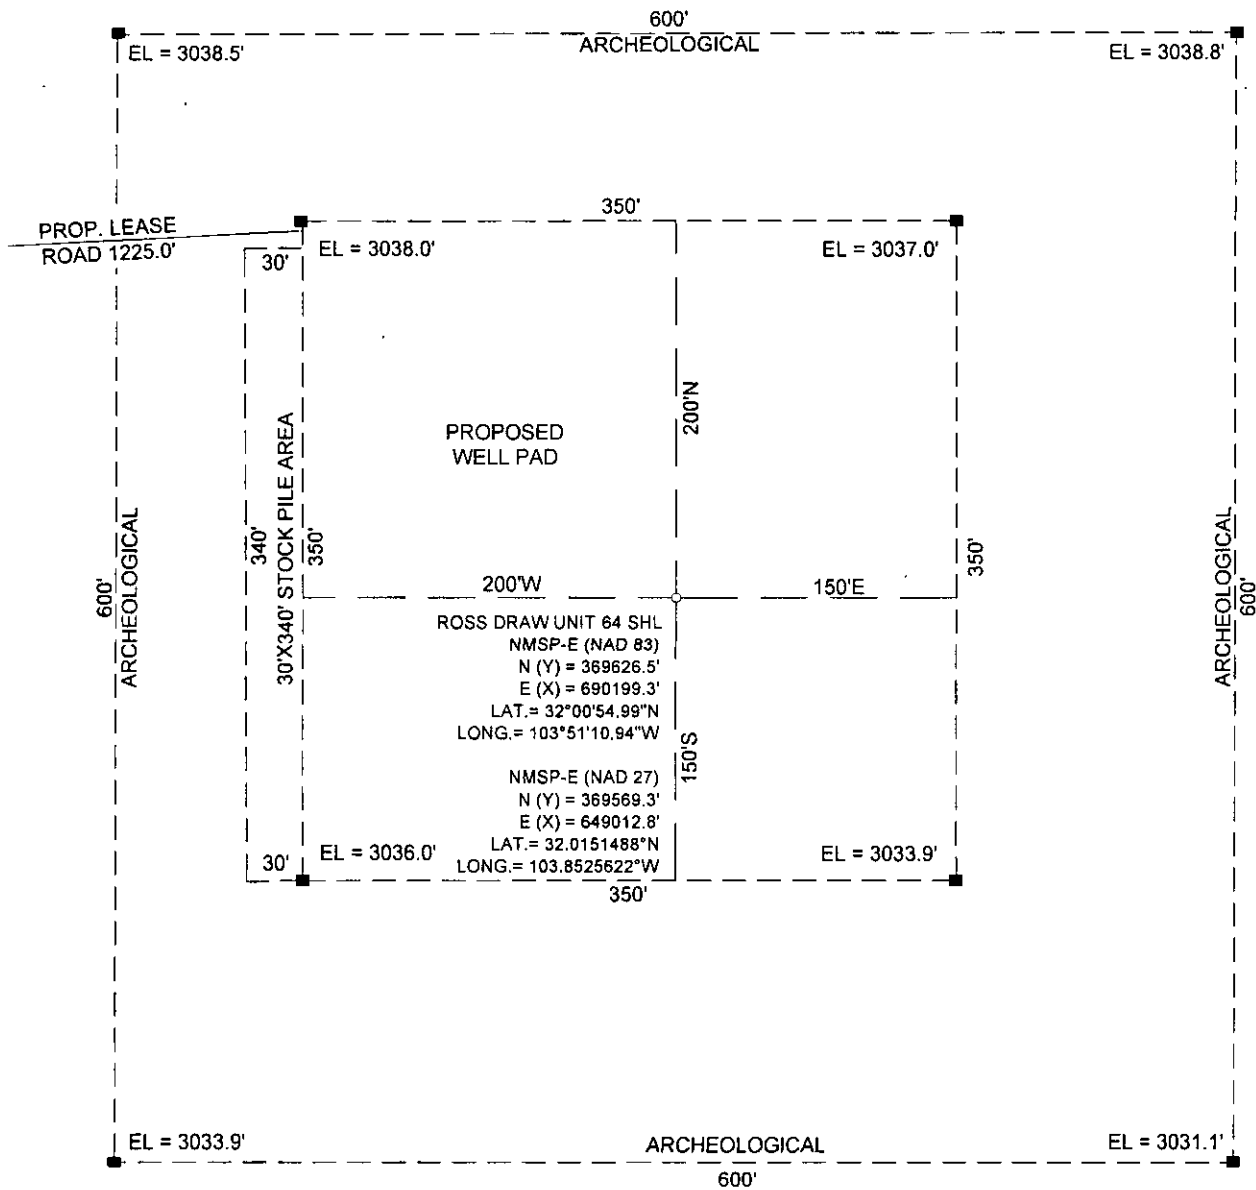 600'
ARCHEOLOGICAL
EL = 3038.5'
EL = 3038.8'
350'
PROP. LEASE
ROAD 1225.0'
30'
EL = 3038.0'
EL = 3037.0'
200'N
PROPOSED
WELL PAD
600'
ARCHEOLOGICAL
340'
30'X340' STOCK PILE AREA
350'
200'W
150'E
350'
ARCHEOLOGICAL
600'
ROSS DRAW UNIT 64 SHL
NMSP-E (NAD 83)
N (Y) = 369626.5'
E (X) = 690199.3'
LAT.= 32°00'54.99"N
LONG.= 103°51'10.94"W
150'S
NMSP-E (NAD 27)
N (Y) = 369569.3'
E (X) = 649012.8'
LAT.= 32.0151488°N
LONG.= 103.8525622°W
30'
EL = 3036.0'
EL = 3033.9'
350'
EL = 3033.9'
ARCHEOLOGICAL
EL = 3031.1'
600'